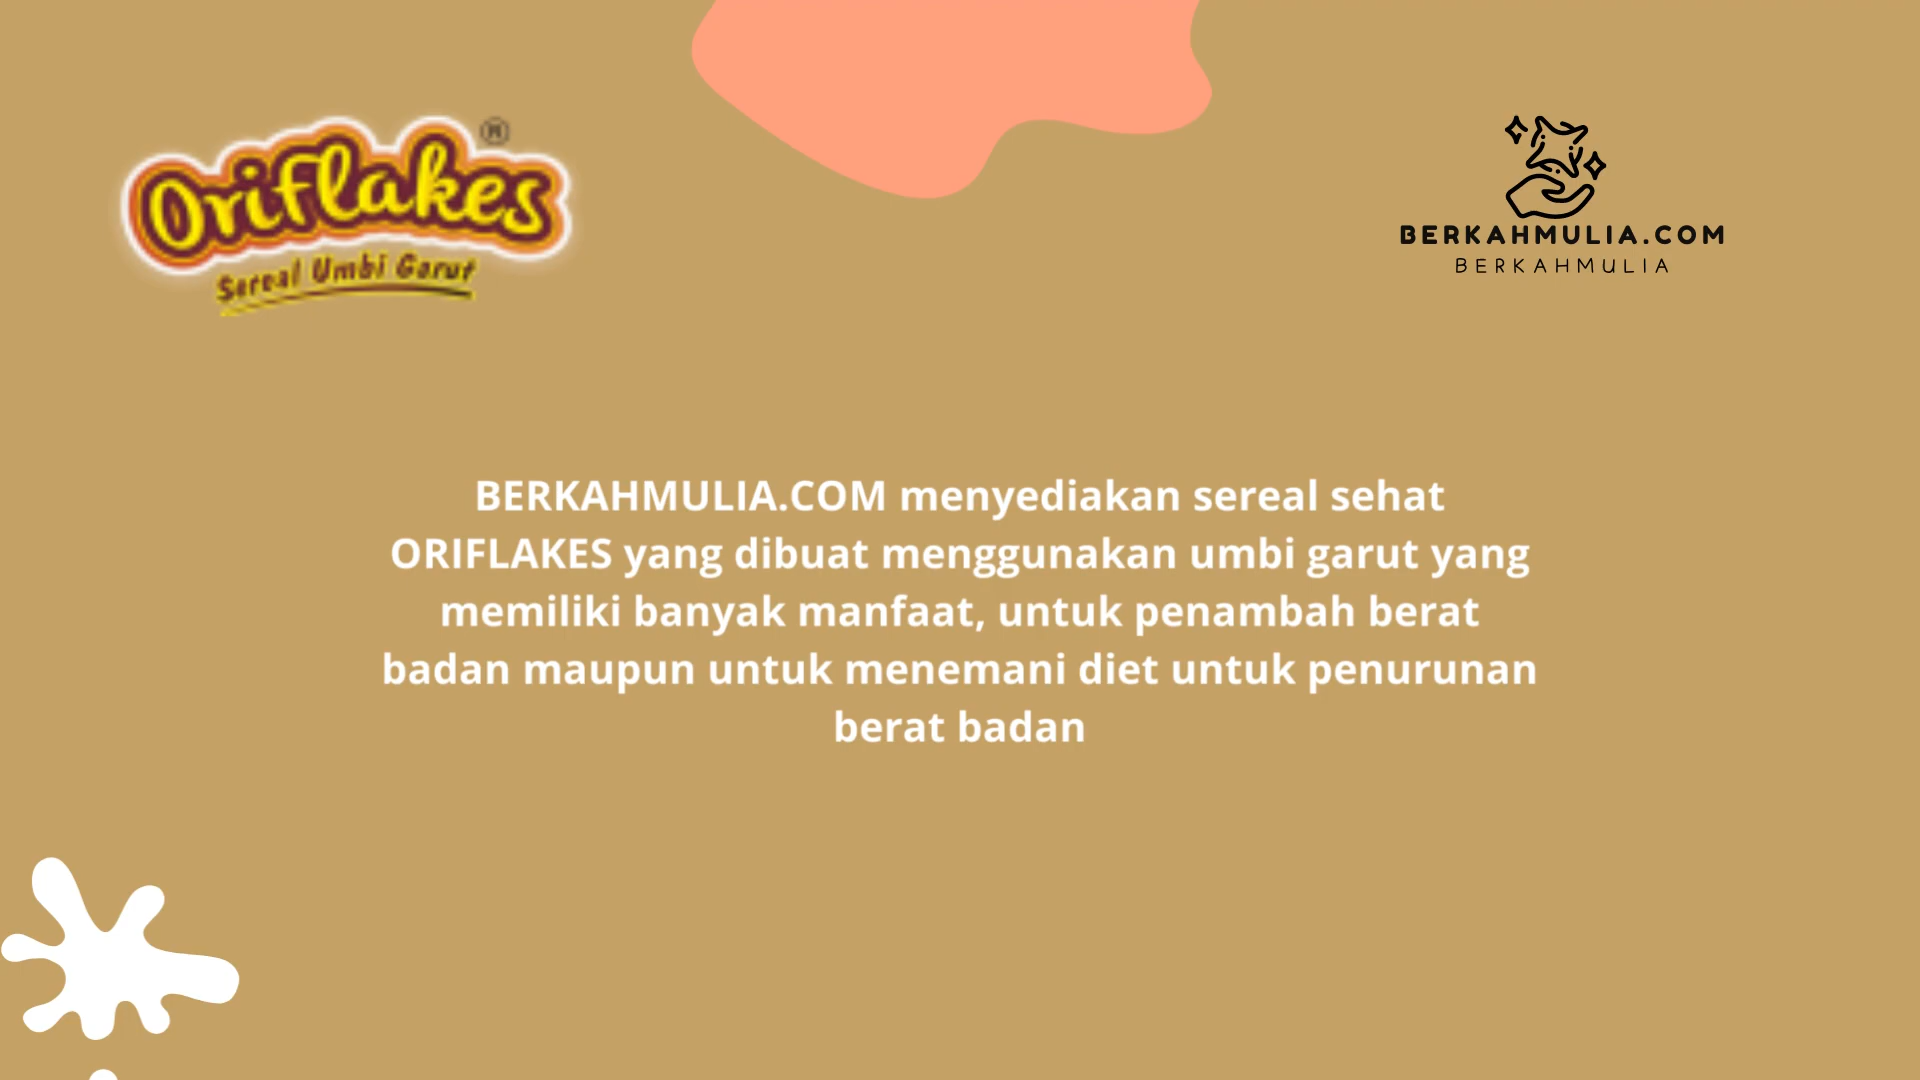 Oriflakes
Sereal Umbi Garut
BERKAHMULIA.COM
BERKAHMULIA
BERKAHMULIA.COM menyediakan sereal sehat
ORIFLAKES yang dibuat menggunakan umbi garut yang
memiliki banyak manfaat, untuk penambah berat
badan maupun untuk menemani diet untuk penurunan
berat badan